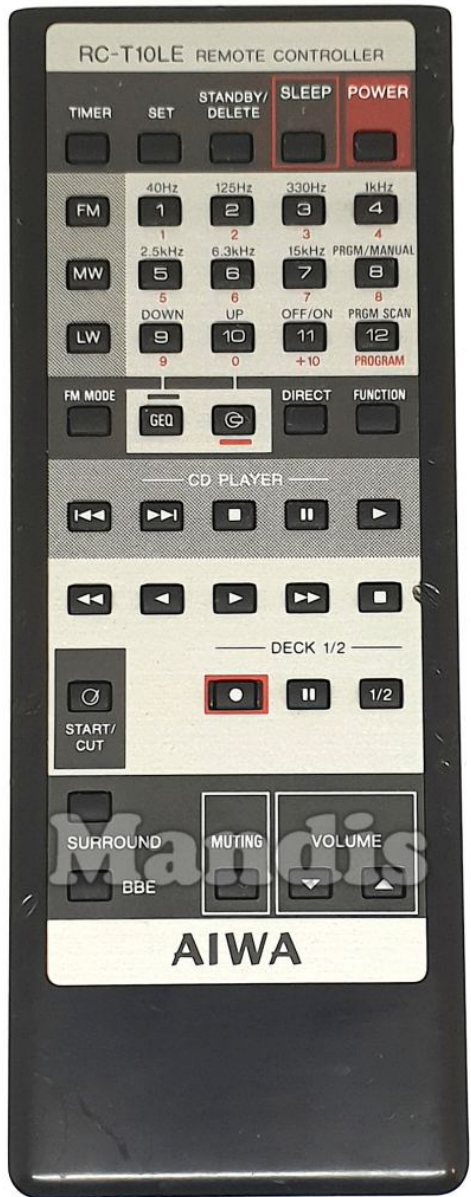 RC-T10LE REMOTE CONTROLLER
TIMER SET STANDBY/ DELETE SLEEP POWER
40Hz 125Hz 330Hz 1kHz
FM 1 2 3 4
1 2 3 4
2.5kHz 6.3kHz 15kHz PRGM/MANUAL
MW 5 6 7 8
5 6 7 8
DOWN UP OFF/ON PRGM SCAN
LW 9 10 11 12
9 0 +10 PROGRAM
FM MODE DIRECT FUNCTION
GEQ
CD PLAYER
DECK 1/2
1/2
START/
CUT
SURROUND MUTING VOLUME
Mandis
BBE
AIWA